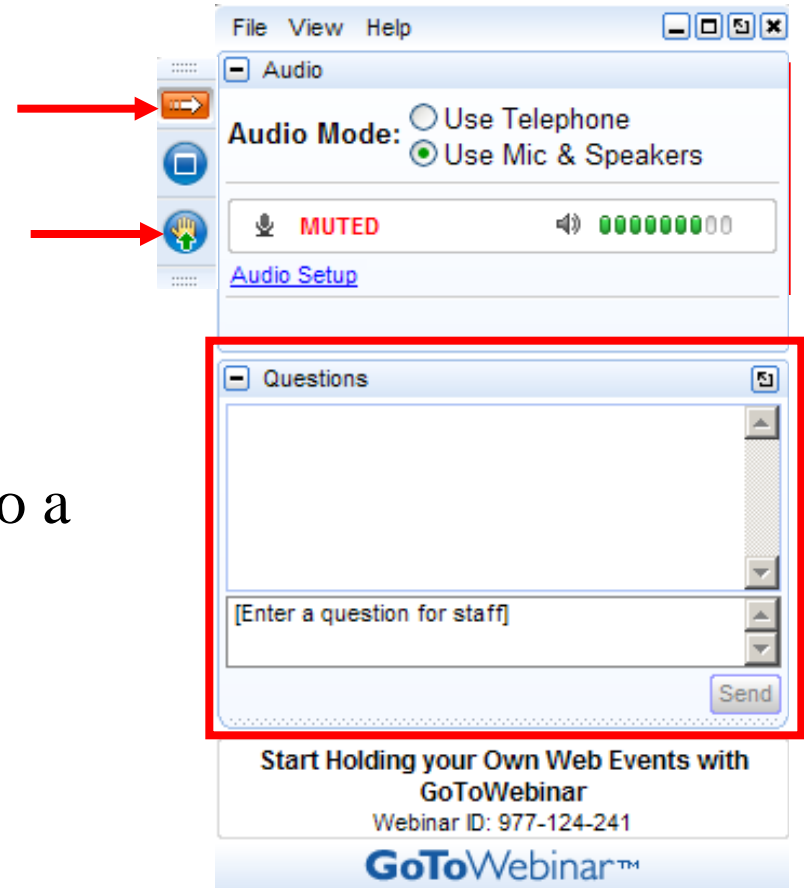 File View Help
Audio
Audio Mode:
Use Telephone
Use Mic & Speakers
MUTED
Audio Setup
Questions
o a
[Enter a question for staff]
Send
Start Holding your Own Web Events with
GoToWebinar
Webinar ID: 977-124-241
GoToWebinar™